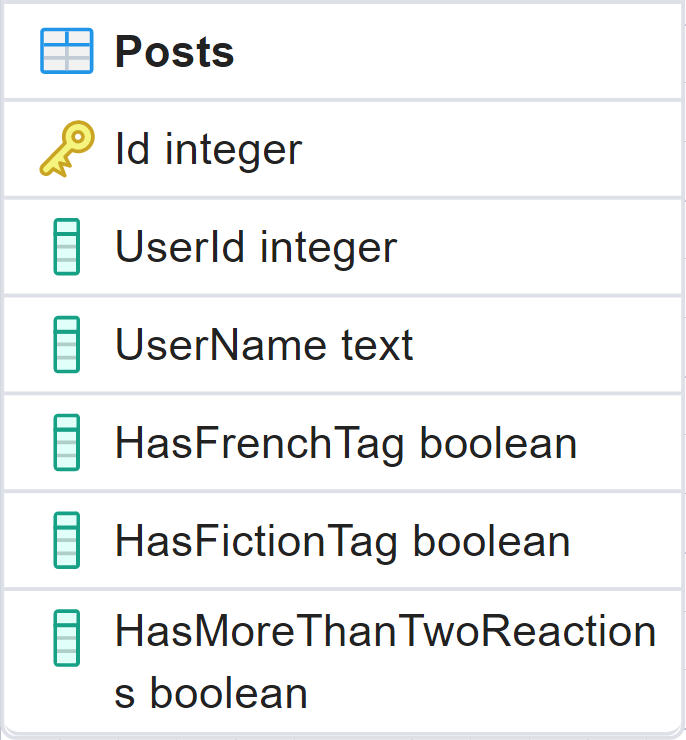 Posts
Id integer
UserId integer
UserName text
HasFrenchTag boolean
HasFictionTag boolean
HasMoreThanTwoReaction
s boolean